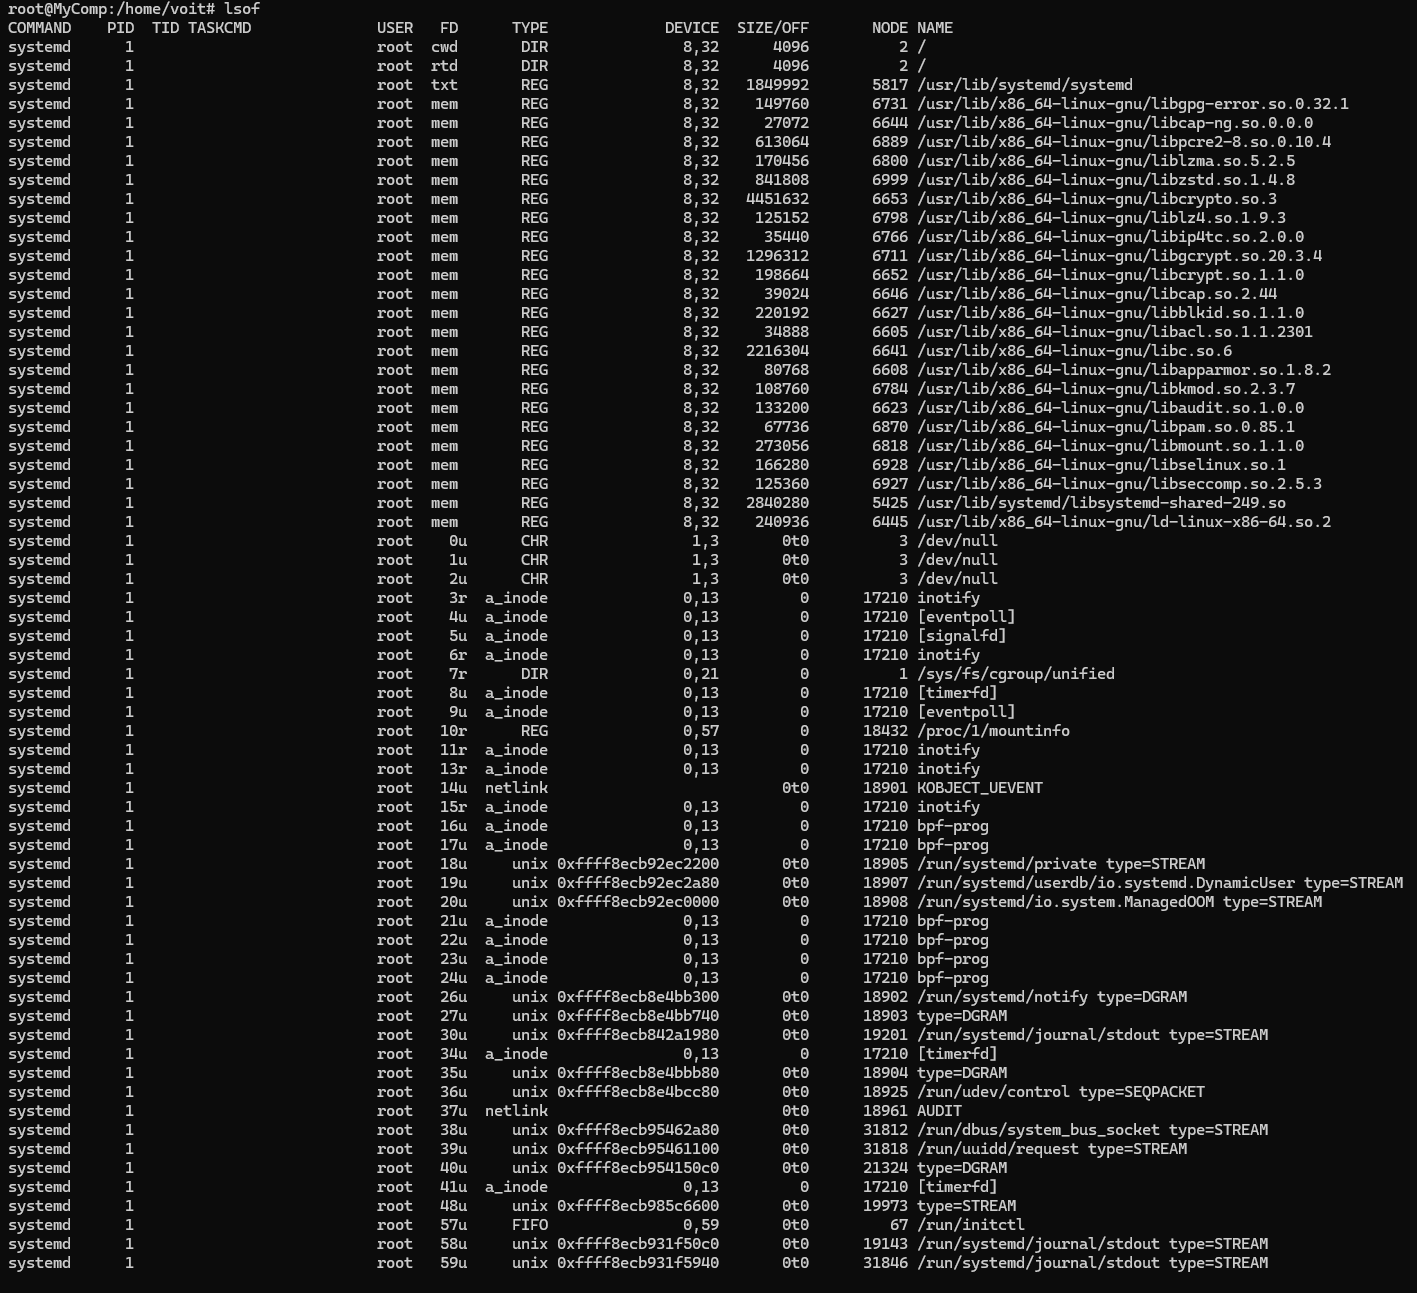 root@MyComp:/home/voit# lsof
COMMAND    PID  TID TASKCMD              USER   FD      TYPE             DEVICE  SIZE/OFF       NODE NAME
systemd      1                           root  cwd       DIR               8,32      4096          2 /
systemd      1                           root  rtd       DIR               8,32      4096          2 /
systemd      1                           root  txt       REG               8,32   1849992       5817 /usr/lib/systemd/systemd
systemd      1                           root  mem       REG               8,32    149760       6731 /usr/lib/x86_64-linux-gnu/libgpg-error.so.0.32.1
systemd      1                           root  mem       REG               8,32     27072       6644 /usr/lib/x86_64-linux-gnu/libcap-ng.so.0.0.0
systemd      1                           root  mem       REG               8,32    613064       6889 /usr/lib/x86_64-linux-gnu/libpcre2-8.so.0.10.4
systemd      1                           root  mem       REG               8,32    170456       6800 /usr/lib/x86_64-linux-gnu/liblzma.so.5.2.5
systemd      1                           root  mem       REG               8,32    841808       6999 /usr/lib/x86_64-linux-gnu/libzstd.so.1.4.8
systemd      1                           root  mem       REG               8,32   4451632       6653 /usr/lib/x86_64-linux-gnu/libcrypto.so.3
systemd      1                           root  mem       REG               8,32    125152       6798 /usr/lib/x86_64-linux-gnu/liblz4.so.1.9.3
systemd      1                           root  mem       REG               8,32     35440       6766 /usr/lib/x86_64-linux-gnu/libip4tc.so.2.0.0
systemd      1                           root  mem       REG               8,32   1296312       6711 /usr/lib/x86_64-linux-gnu/libgcrypt.so.20.3.4
systemd      1                           root  mem       REG               8,32    198664       6652 /usr/lib/x86_64-linux-gnu/libcrypt.so.1.1.0
systemd      1                           root  mem       REG               8,32     39024       6646 /usr/lib/x86_64-linux-gnu/libcap.so.2.44
systemd      1                           root  mem       REG               8,32    220192       6627 /usr/lib/x86_64-linux-gnu/libblkid.so.1.1.0
systemd      1                           root  mem       REG               8,32     34888       6605 /usr/lib/x86_64-linux-gnu/libacl.so.1.1.2301
systemd      1                           root  mem       REG               8,32   2216304       6641 /usr/lib/x86_64-linux-gnu/libc.so.6
systemd      1                           root  mem       REG               8,32     80768       6608 /usr/lib/x86_64-linux-gnu/libapparmor.so.1.8.2
systemd      1                           root  mem       REG               8,32    108760       6784 /usr/lib/x86_64-linux-gnu/libkmod.so.2.3.7
systemd      1                           root  mem       REG               8,32    133200       6623 /usr/lib/x86_64-linux-gnu/libaudit.so.1.0.0
systemd      1                           root  mem       REG               8,32     67736       6870 /usr/lib/x86_64-linux-gnu/libpam.so.0.85.1
systemd      1                           root  mem       REG               8,32    273056       6818 /usr/lib/x86_64-linux-gnu/libmount.so.1.1.0
systemd      1                           root  mem       REG               8,32    166280       6928 /usr/lib/x86_64-linux-gnu/libselinux.so.1
systemd      1                           root  mem       REG               8,32    125360       6927 /usr/lib/x86_64-linux-gnu/libseccomp.so.2.5.3
systemd      1                           root  mem       REG               8,32   2840280       5425 /usr/lib/systemd/libsystemd-shared-249.so
systemd      1                           root  mem       REG               8,32    240936       6445 /usr/lib/x86_64-linux-gnu/ld-linux-x86-64.so.2
systemd      1                           root    0u      CHR                1,3       0t0          3 /dev/null
systemd      1                           root    1u      CHR                1,3       0t0          3 /dev/null
systemd      1                           root    2u      CHR                1,3       0t0          3 /dev/null
systemd      1                           root    3r  a_inode               0,13         0      17210 inotify
systemd      1                           root    4u  a_inode               0,13         0      17210 [eventpoll]
systemd      1                           root    5u  a_inode               0,13         0      17210 [signalfd]
systemd      1                           root    6r  a_inode               0,13         0      17210 inotify
systemd      1                           root    7r      DIR               0,21         0          1 /sys/fs/cgroup/unified
systemd      1                           root    8u  a_inode               0,13         0      17210 [timerfd]
systemd      1                           root    9u  a_inode               0,13         0      17210 [eventpoll]
systemd      1                           root   10r      REG               0,57         0      18432 /proc/1/mountinfo
systemd      1                           root   11r  a_inode               0,13         0      17210 inotify
systemd      1                           root   13r  a_inode               0,13         0      17210 inotify
systemd      1                           root   14u  netlink                          0t0      18901 KOBJECT_UEVENT
systemd      1                           root   15r  a_inode               0,13         0      17210 inotify
systemd      1                           root   16u  a_inode               0,13         0      17210 bpf-prog
systemd      1                           root   17u  a_inode               0,13         0      17210 bpf-prog
systemd      1                           root   18u     unix 0xffff8ecb92ec2200       0t0      18905 /run/systemd/private type=STREAM
systemd      1                           root   19u     unix 0xffff8ecb92ec2a80       0t0      18907 /run/systemd/userdb/io.systemd.DynamicUser type=STREAM
systemd      1                           root   20u     unix 0xffff8ecb92ec0000       0t0      18908 /run/systemd/io.system.ManagedOOM type=STREAM
systemd      1                           root   21u  a_inode               0,13         0      17210 bpf-prog
systemd      1                           root   22u  a_inode               0,13         0      17210 bpf-prog
systemd      1                           root   23u  a_inode               0,13         0      17210 bpf-prog
systemd      1                           root   24u  a_inode               0,13         0      17210 bpf-prog
systemd      1                           root   26u     unix 0xffff8ecb8e4bb300       0t0      18902 /run/systemd/notify type=DGRAM
systemd      1                           root   27u     unix 0xffff8ecb8e4bb740       0t0      18903 type=DGRAM
systemd      1                           root   30u     unix 0xffff8ecb842a1980       0t0      19201 /run/systemd/journal/stdout type=STREAM
systemd      1                           root   34u  a_inode               0,13         0      17210 [timerfd]
systemd      1                           root   35u     unix 0xffff8ecb8e4bbb80       0t0      18904 type=DGRAM
systemd      1                           root   36u     unix 0xffff8ecb8e4bcc80       0t0      18925 /run/udev/control type=SEQPACKET
systemd      1                           root   37u  netlink                          0t0      18961 AUDIT
systemd      1                           root   38u     unix 0xffff8ecb95462a80       0t0      31812 /run/dbus/system_bus_socket type=STREAM
systemd      1                           root   39u     unix 0xffff8ecb95461100       0t0      31818 /run/uuidd/request type=STREAM
systemd      1                           root   40u     unix 0xffff8ecb954150c0       0t0      21324 type=DGRAM
systemd      1                           root   41u  a_inode               0,13         0      17210 [timerfd]
systemd      1                           root   48u     unix 0xffff8ecb985c6600       0t0      19973 type=STREAM
systemd      1                           root   57u     FIFO               0,59       0t0         67 /run/initctl
systemd      1                           root   58u     unix 0xffff8ecb931f50c0       0t0      19143 /run/systemd/journal/stdout type=STREAM
systemd      1                           root   59u     unix 0xffff8ecb931f5940       0t0      31846 /run/systemd/journal/stdout type=STREAM